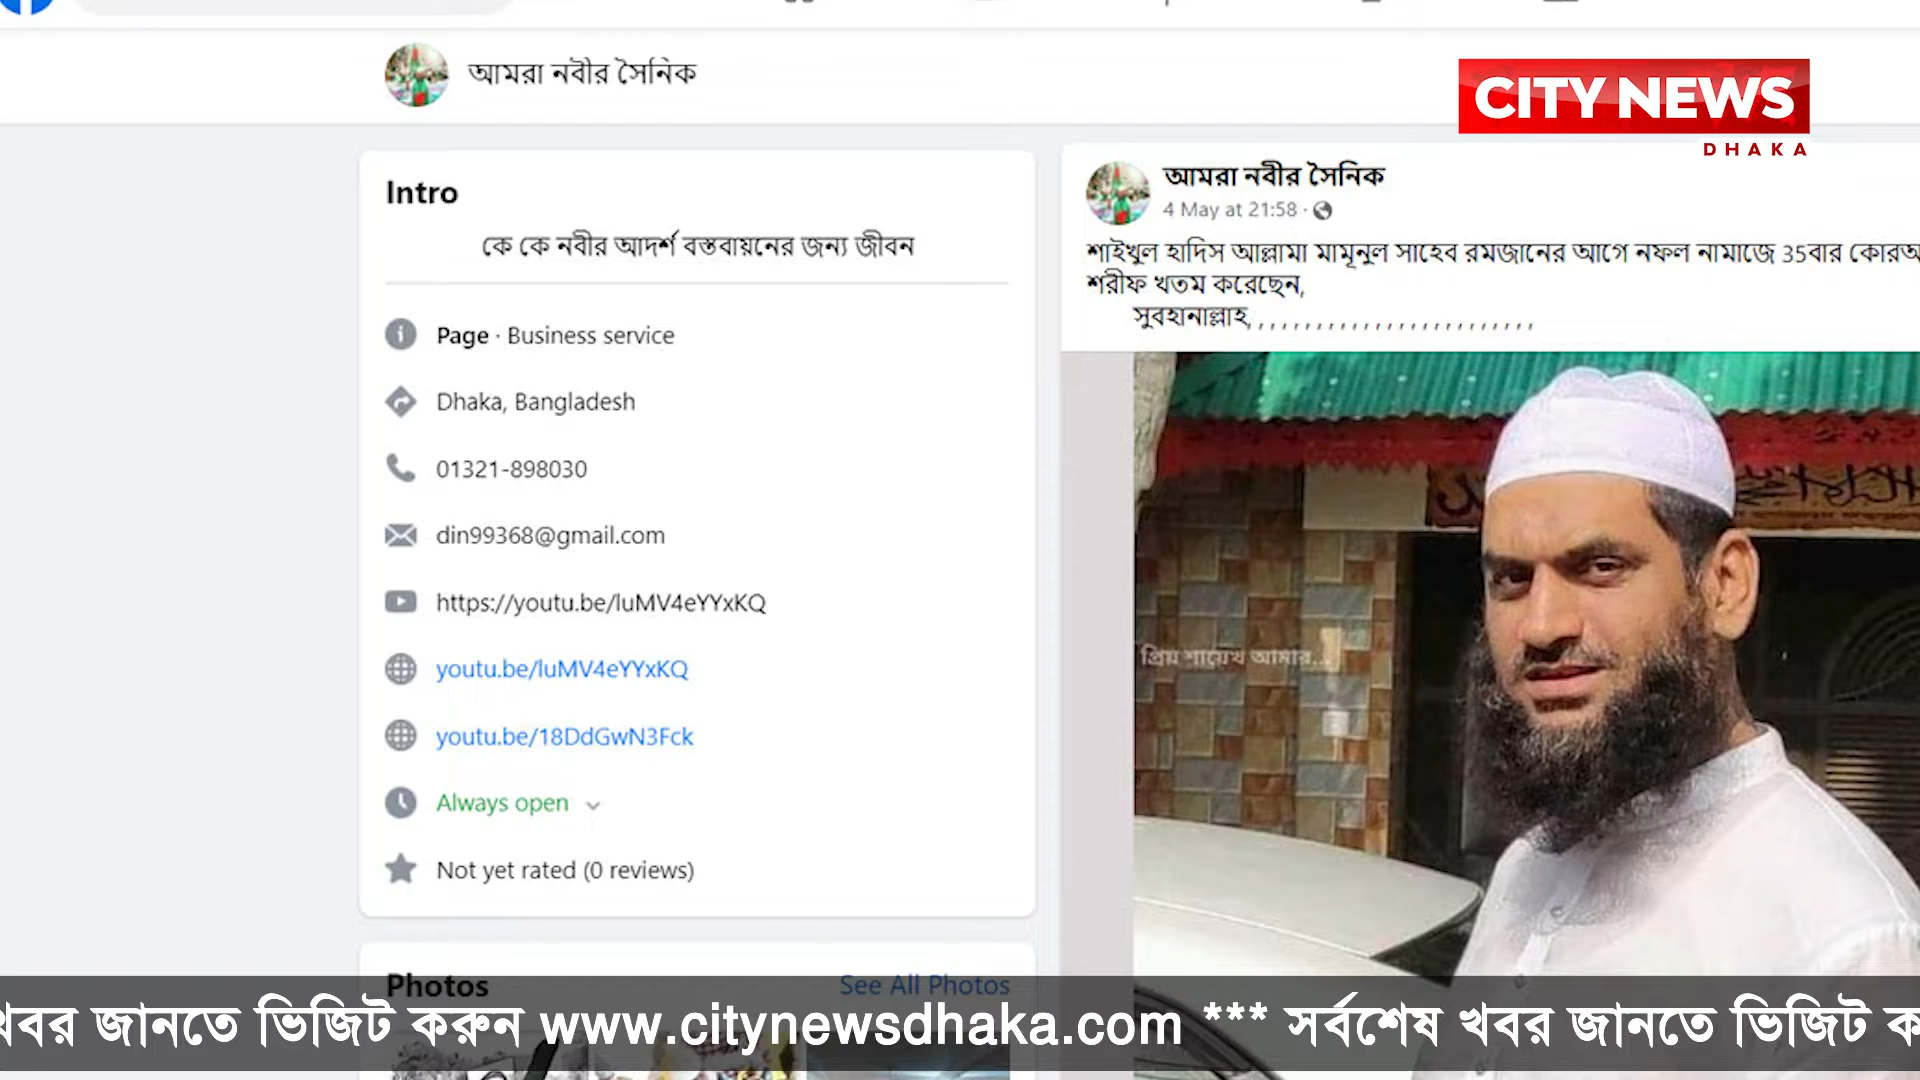 আমরা নবীর সৈনিক
CITY NEWS
DHAKA
Intro
কে কে নবীর আদর্শ বস্তবায়নের জন্য জীবন
Page · Business service
Dhaka, Bangladesh
01321-898030
din99368@gmail.com
https://youtu.be/luMV4eYYxKQ
youtu.be/luMV4eYYxKQ
youtu.be/18DdGwN3Fck
Always open
Not yet rated (0 reviews)
Photos
See All Photos
আমরা নবীর সৈনিক
4 May at 21:58 ·
শাইখুল হাদিস আল্লামা মামূনুল সাহেব রমজানের আগে নফল নামাজে 35বার কোরআ
শরীফ খতম করেছেন,
সুবহানাল্লাহ, , , , , , , , , , , , , , , , , , , , , , , , , ,
প্রিয় শায়েখ আমার...
খবর জানতে ভিজিট করুন www.citynewsdhaka.com *** সর্বশেষ খবর জানতে ভিজিট ক